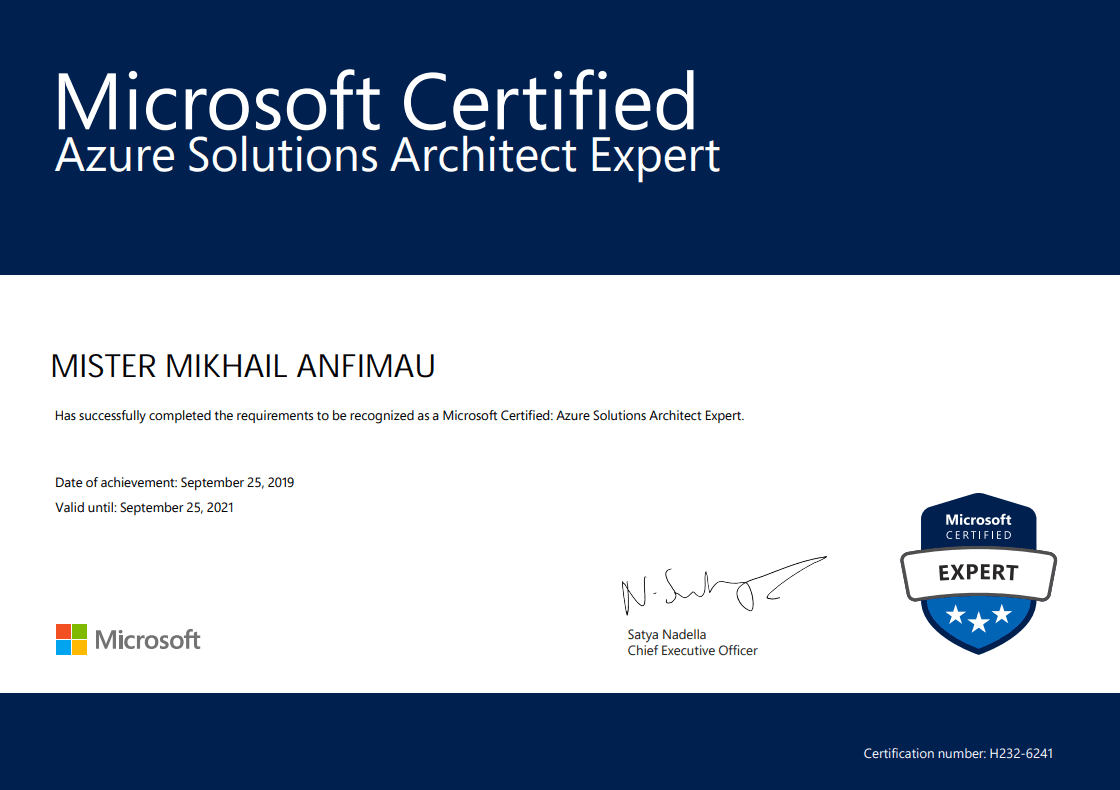 Microsoft Certified
Azure Solutions Architect Expert
MISTER MIKHAIL ANFIMAU
Has successfully completed the requirements to be recognized as a Microsoft Certified: Azure Solutions Architect Expert.
Date of achievement: September 25, 2019
Valid until: September 25, 2021
Microsoft
CERTIFIED
EXPERT
Satya Nadella
Chief Executive Officer
Microsoft
Certification number: H232-6241